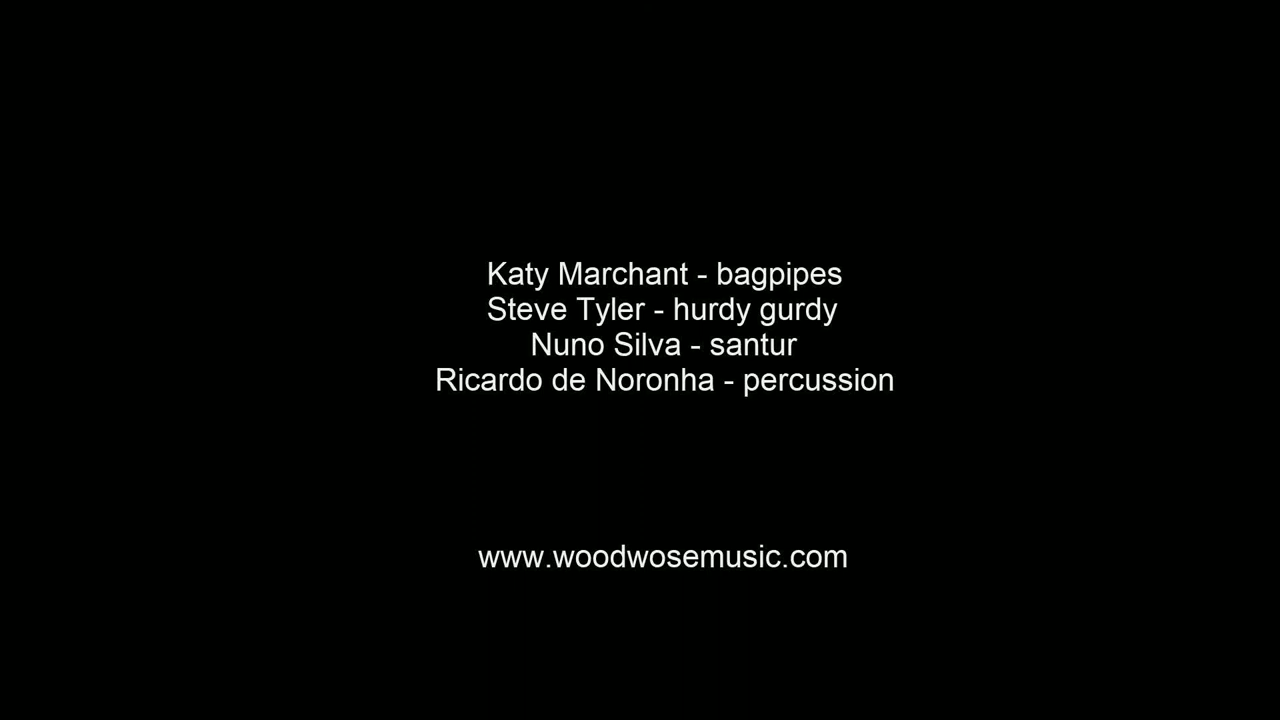 Katy Marchant - bagpipes
Steve Tyler - hurdy gurdy
Nuno Silva - santur
Ricardo de Noronha - percussion
www.woodwosemusic.com